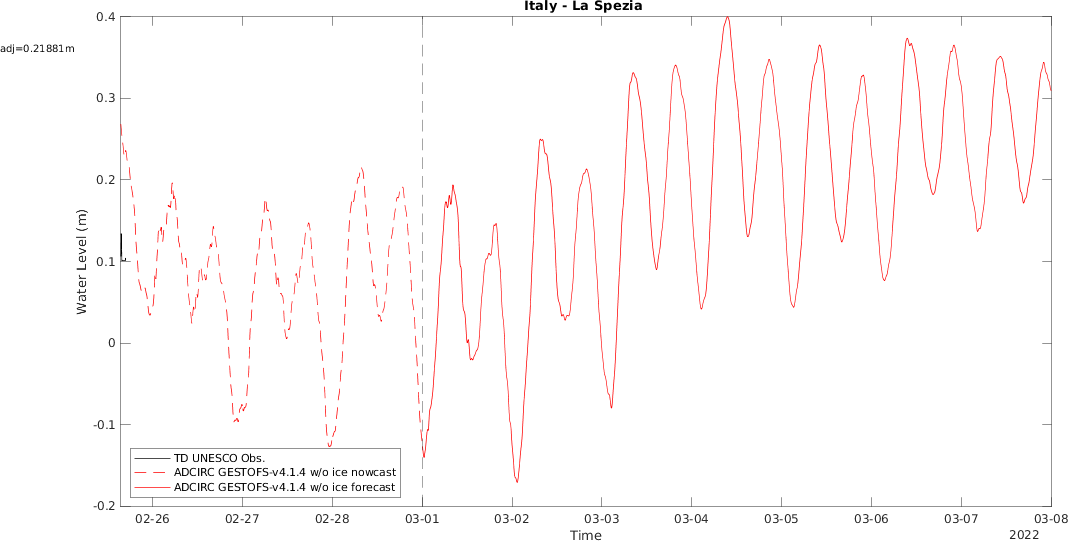 Italy - La Spezia
adj=0.21881m
0.4
0.3
0.2
0.1
0
-0.1
-0.2
Water Level (m)
TD UNESCO Obs.
ADCIRC GESTOFS-v4.1.4 w/o ice nowcast
ADCIRC GESTOFS-v4.1.4 w/o ice forecast
02-26 02-27 02-28 03-01 03-02 03-03 03-04 03-05 03-06 03-07 03-08
Time
2022